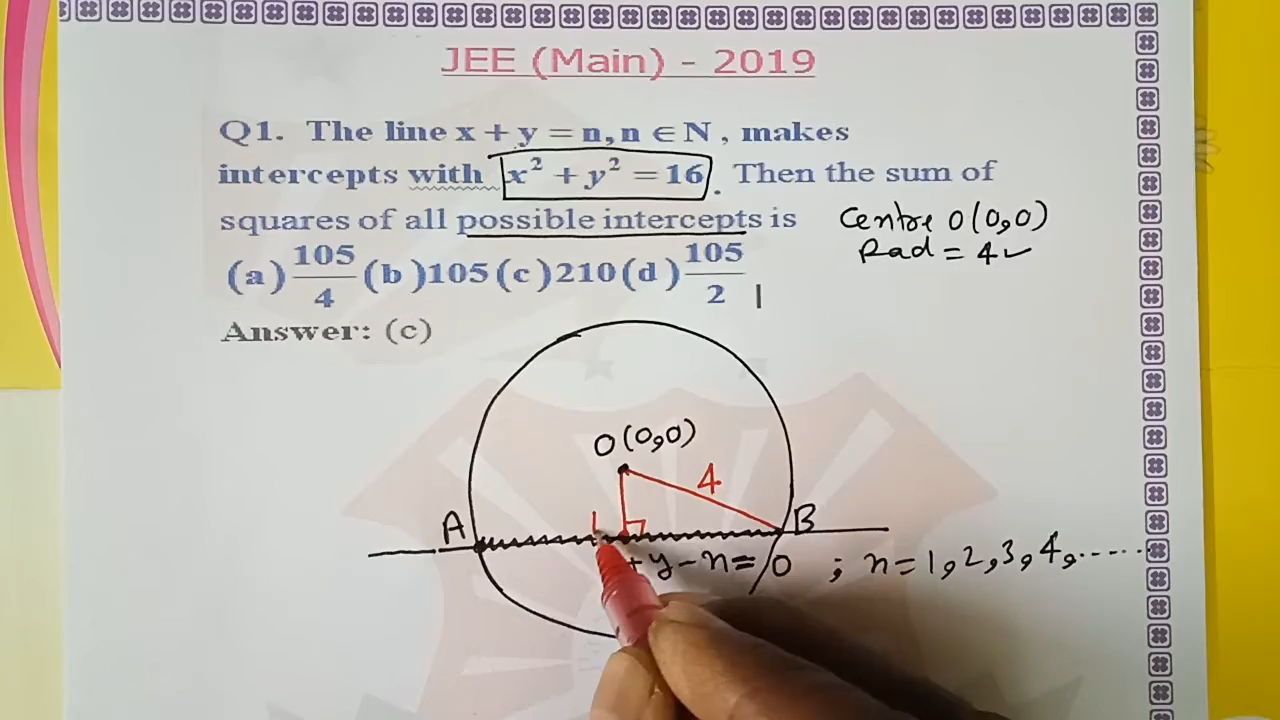 JEE (Main) - 2019
Q1. The line x + y = n, n ∈ N , makes
intercepts with x² + y² = 16 . Then the sum of
squares of all possible intercepts is
Centre O(0,0)
Rad = 4
(a) 105/4 (b) 105 (c) 210 (d) 105/2
Answer: (c)
O(0,0)
4
A
B
+y-n=0 ; n=1,2,3,4,......